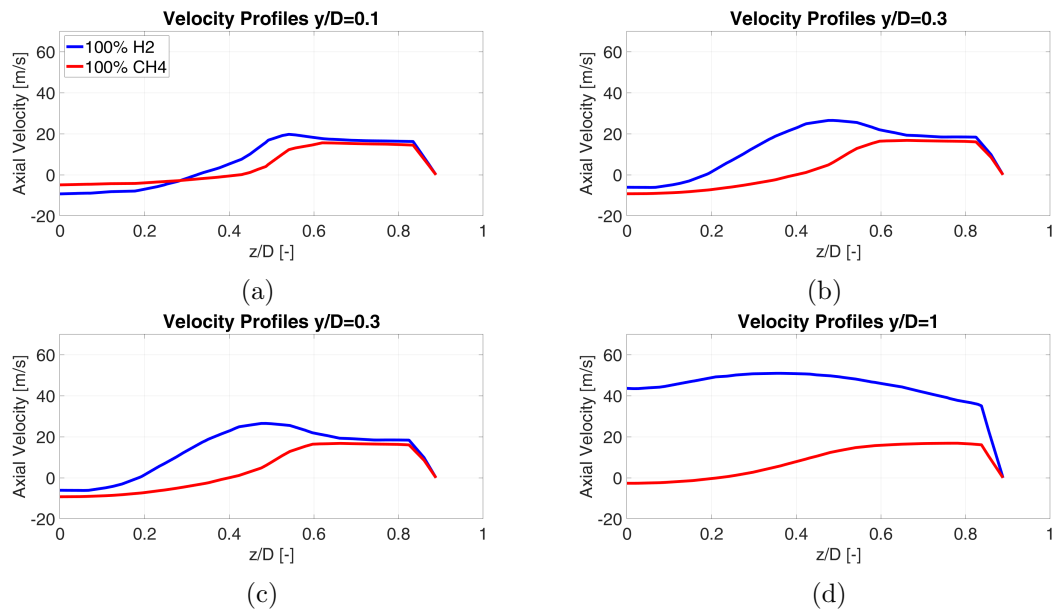 Velocity Profiles y/D=0.1
100% H2
100% CH4
Axial Velocity [m/s]
60
40
20
0
-20
0 0.2 0.4 0.6 0.8 1
z/D [-]
(a)
Velocity Profiles y/D=0.3
Axial Velocity [m/s]
60
40
20
0
-20
0 0.2 0.4 0.6 0.8 1
z/D [-]
(b)
Velocity Profiles y/D=0.3
Axial Velocity [m/s]
60
40
20
0
-20
0 0.2 0.4 0.6 0.8 1
z/D [-]
(c)
Velocity Profiles y/D=1
Axial Velocity [m/s]
60
40
20
0
-20
0 0.2 0.4 0.6 0.8 1
z/D [-]
(d)